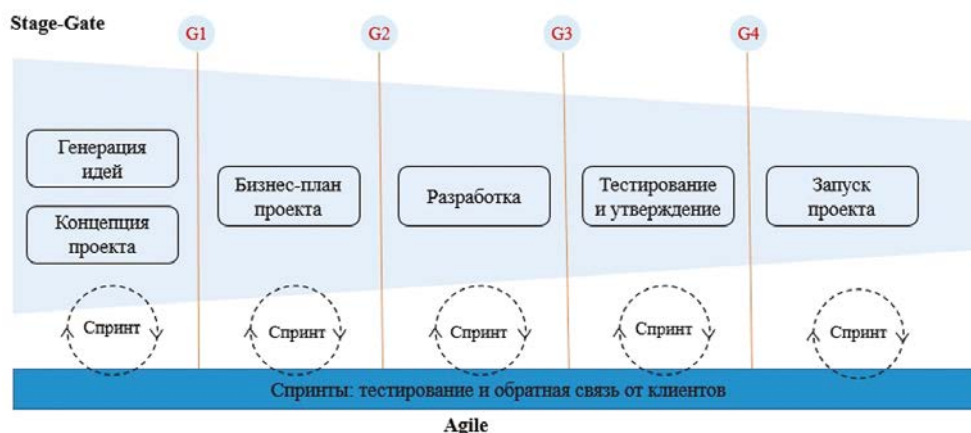 Stage-Gate
G1
G2
G3
G4
Генерация
идей
Концепция
проекта
Бизнес-план
проекта
Разработка
Тестирование
и утверждение
Запуск
проекта
Спринт
Спринт
Спринт
Спринт
Спринт
Спринты: тестирование и обратная связь от клиентов
Agile